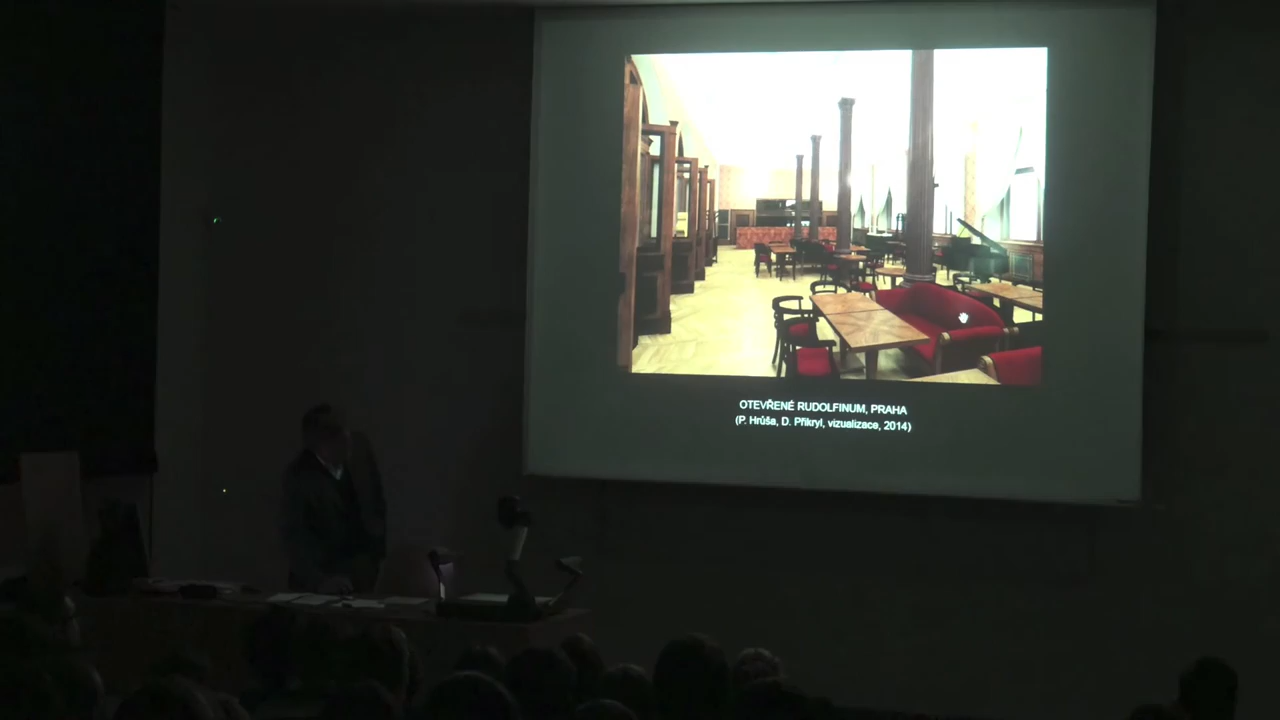 OTEVŘENÉ RUDOLFINUM, PRAHA
(P. Hrůša, D. Přikryl, vizualizace, 2014)